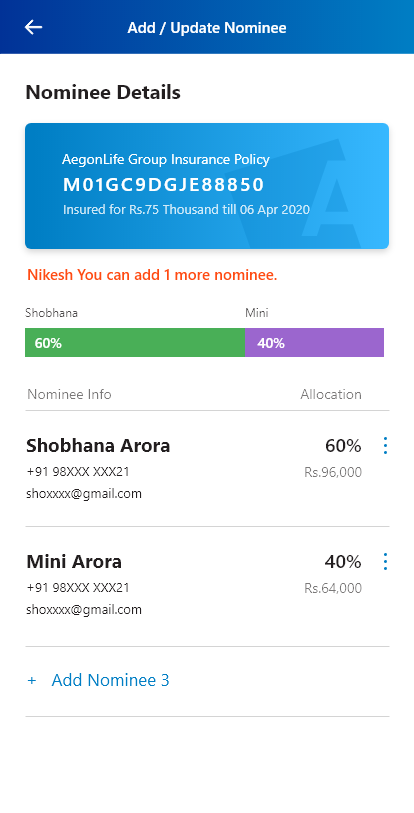 Add / Update Nominee
Nominee Details
AegonLife Group Insurance Policy
M01GC9DGJE88850
Insured for Rs.75 Thousand till 06 Apr 2020
Nikesh You can add 1 more nominee.
Shobhana Mini
60% 40%
Nominee Info Allocation
Shobhana Arora 60%
+91 98XXX XXX21 Rs.96,000
shoxxxx@gmail.com
Mini Arora 40%
+91 98XXX XXX21 Rs.64,000
shoxxxx@gmail.com
+ Add Nominee 3